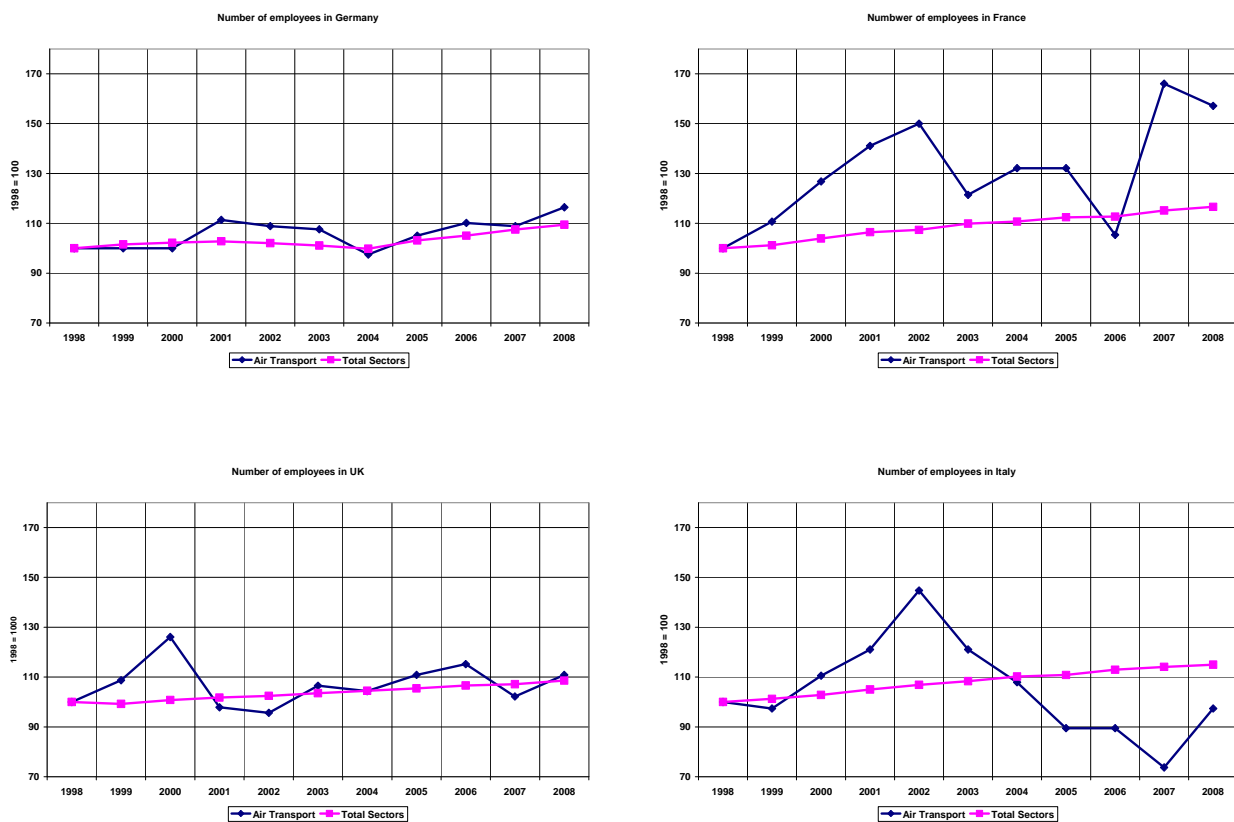 Number of employees in Germany
170
150
130
110
90
70
1998 = 100
1998 1999 2000 2001 2002 2003 2004 2005 2006 2007 2008
Air Transport Total Sectors
Numbwer of employees in France
170
150
130
110
90
70
1998 = 100
1998 1999 2000 2001 2002 2003 2004 2005 2006 2007 2008
Air Transport Total Sectors
Number of employees in UK
170
150
130
110
90
70
1998 = 1000
1998 1999 2000 2001 2002 2003 2004 2005 2006 2007 2008
Air Transport Total Sectors
Number of employees in Italy
170
150
130
110
90
70
1998 = 100
1998 1999 2000 2001 2002 2003 2004 2005 2006 2007 2008
Air Transport Total Sectors